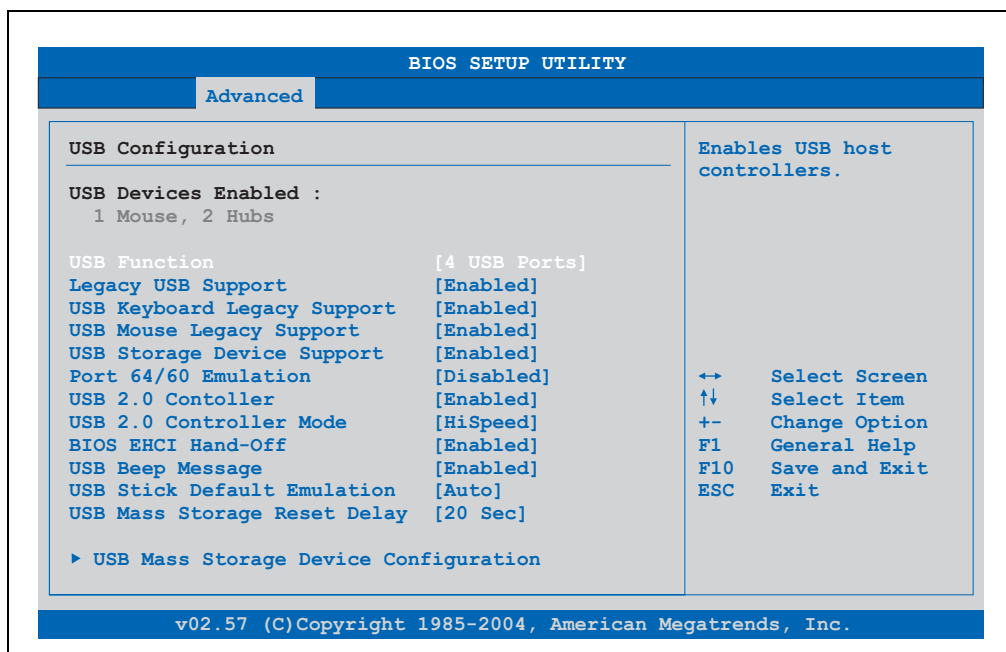 BIOS SETUP UTILITY
Advanced
USB Configuration
USB Devices Enabled :
1 Mouse, 2 Hubs
USB Function [4 USB Ports]
Legacy USB Support [Enabled]
USB Keyboard Legacy Support [Enabled]
USB Mouse Legacy Support [Enabled]
USB Storage Device Support [Enabled]
Port 64/60 Emulation [Disabled]
USB 2.0 Contoller [Enabled]
USB 2.0 Controller Mode [HiSpeed]
BIOS EHCI Hand-Off [Enabled]
USB Beep Message [Enabled]
USB Stick Default Emulation [Auto]
USB Mass Storage Reset Delay [20 Sec]
▶ USB Mass Storage Device Configuration
Enables USB host
controllers.
↔ Select Screen
↑↓ Select Item
+- Change Option
F1 General Help
F10 Save and Exit
ESC Exit
v02.57 (C)Copyright 1985-2004, American Megatrends, Inc.